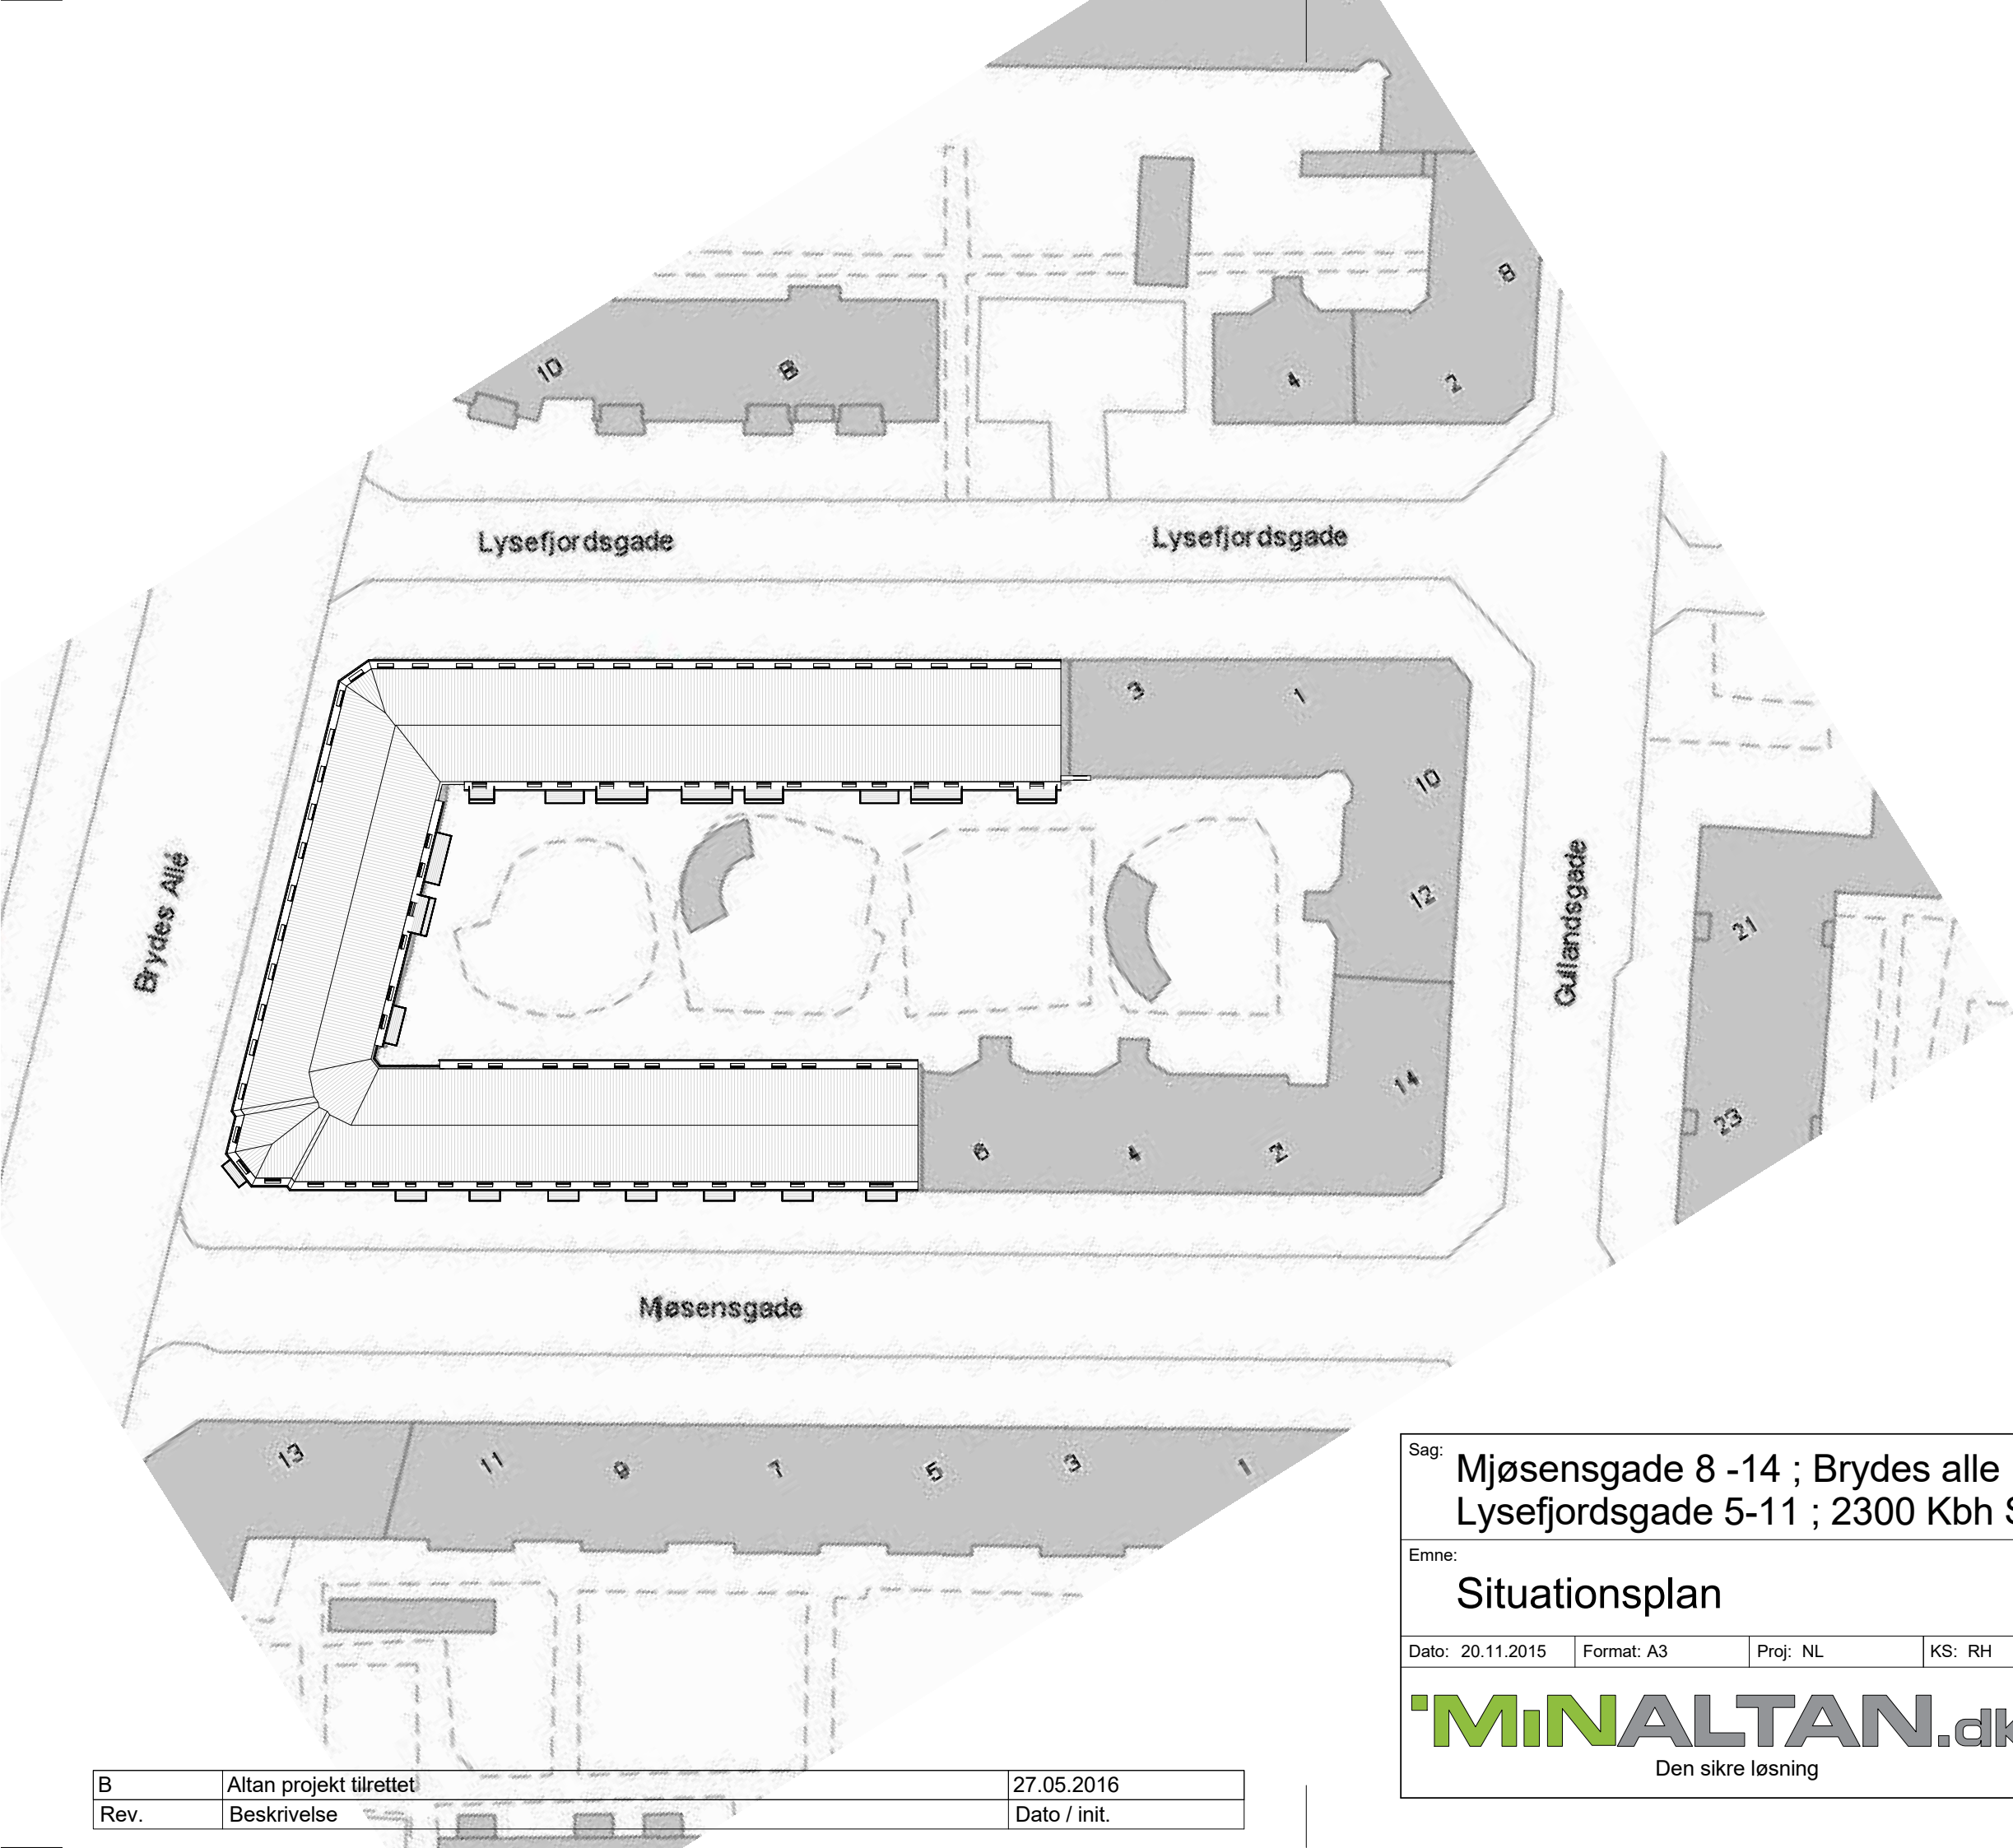 8
10
8
4
2
Lysefjordsgade
Lysefjordsgade
3
1
10
12
14
Brydes Allé
Gullandsgade
21
23
6
4
2
Mjøsensgade
13
11
9
7
5
3
1
Sag:
Mjøsensgade 8 -14 ; Brydes alle
Lysefjordsgade 5-11 ; 2300 Kbh
Emne:
Situationsplan
Dato: 20.11.2015 Format: A3 Proj: NL KS: RH
MiNALTAN.dk
Den sikre løsning
B Altan projekt tilrettet 27.05.2016
Rev. Beskrivelse Dato / init.